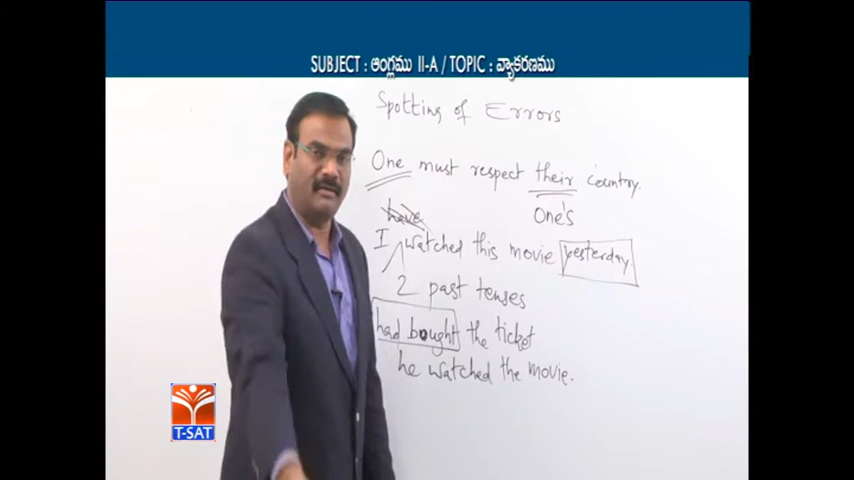 SUBJECT : ఆంగ్లము II-A / TOPIC : వ్యాకరణము
Spotting of Errors
One must respect their country.
One's
have
I watched this movie yesterday.
2 past tenses
had bought the ticket
he watched the movie.
T-SAT